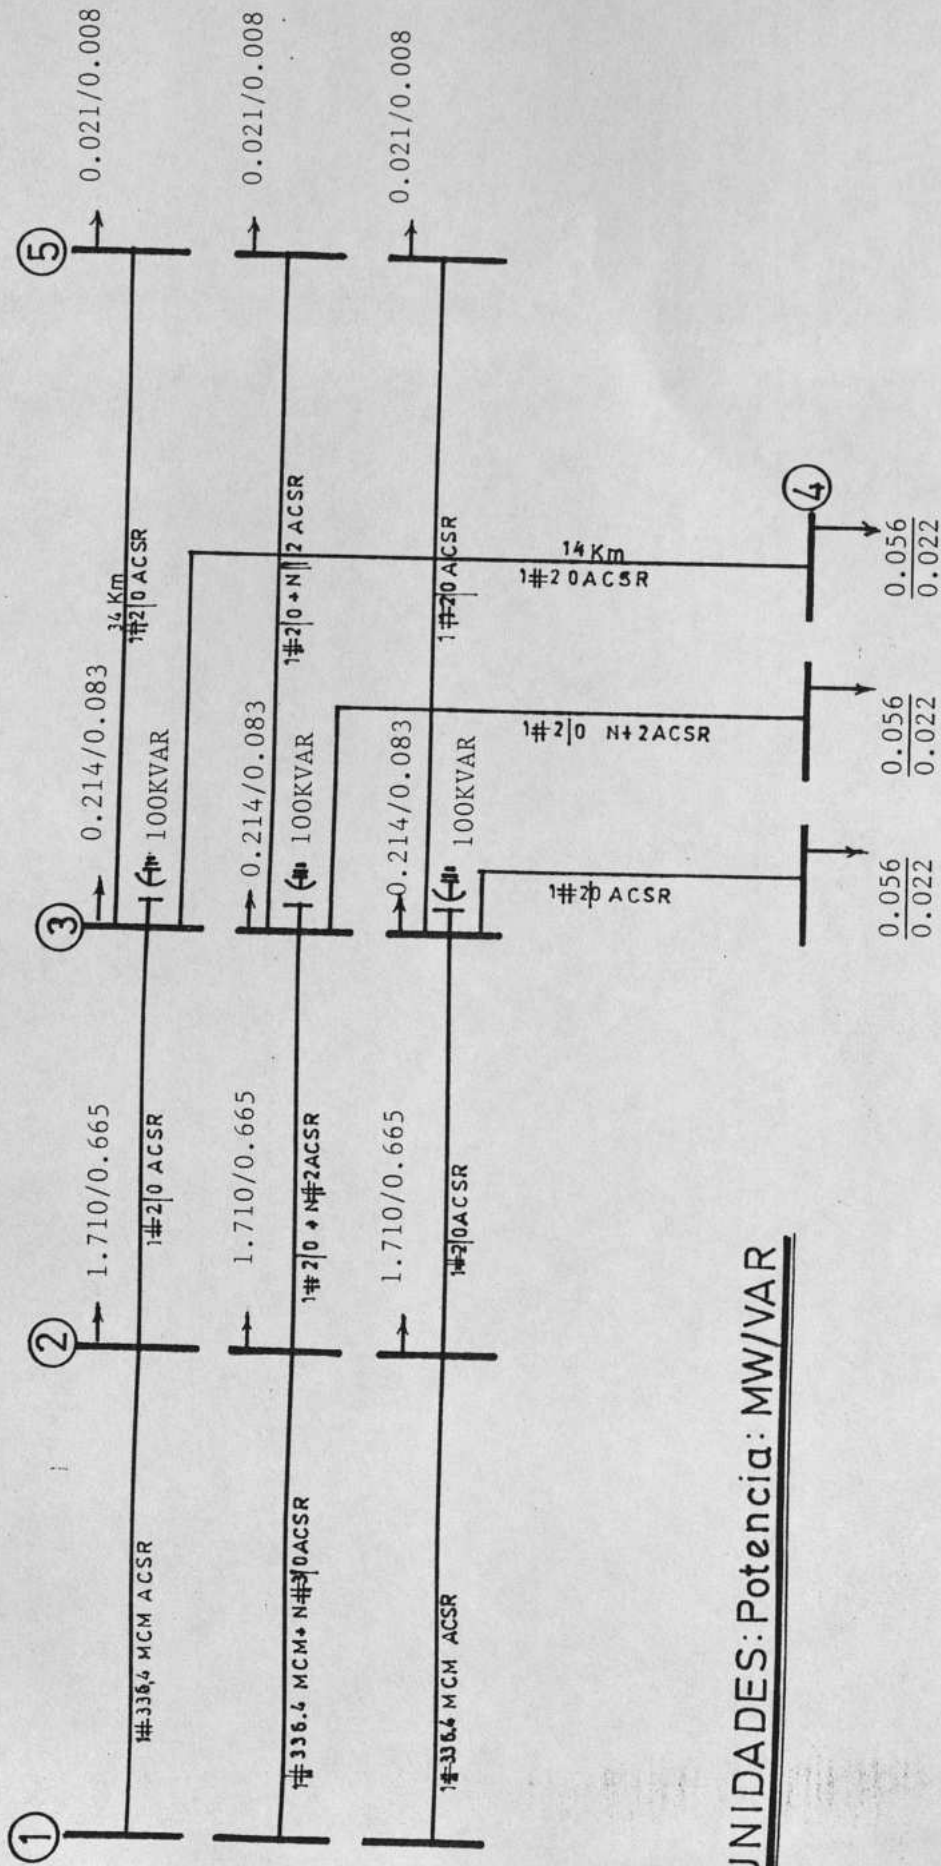 1
2
3
5
4
1.710/0.665
0.214/0.083
0.021/0.008
100KVAR
34 Km
1#336,4 MCM ACSR
1#2|0 ACSR
1#2|0 ACSR
1.710/0.665
0.214/0.083
0.021/0.008
100KVAR
1#336.4 MCM+ N#3|0ACSR
1#2|0 + N#2ACSR
1#2|0 + N 2 ACSR
1.710/0.665
0.214/0.083
0.021/0.008
100KVAR
1#336.4 MCM ACSR
1#2|0ACSR
1#2|0 ACSR
14 Km
1#2 0ACSR
1#2|0 N+2ACSR
1#2|0 ACSR
0.056
0.022
0.056
0.022
0.056
0.022
UNIDADES: Potencia: MW/VAR